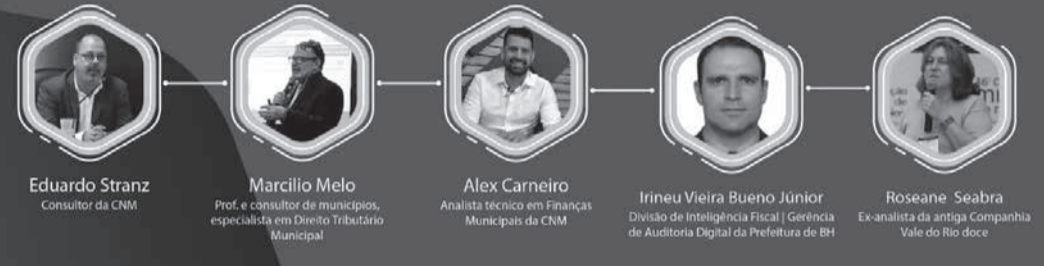 Eduardo Stranz
Consultor da CNM
Marcilio Melo
Prof. e consultor de municípios,
especialista em Direito Tributário
Municipal
Alex Carneiro
Analista técnico em Finanças
Municipais da CNM
Irineu Vieira Bueno Júnior
Divisão de Inteligência Fiscal | Gerência
de Auditoria Digital da Prefeitura de BH
Roseane Seabra
Ex-analista da antiga Companhia
Vale do Rio doce